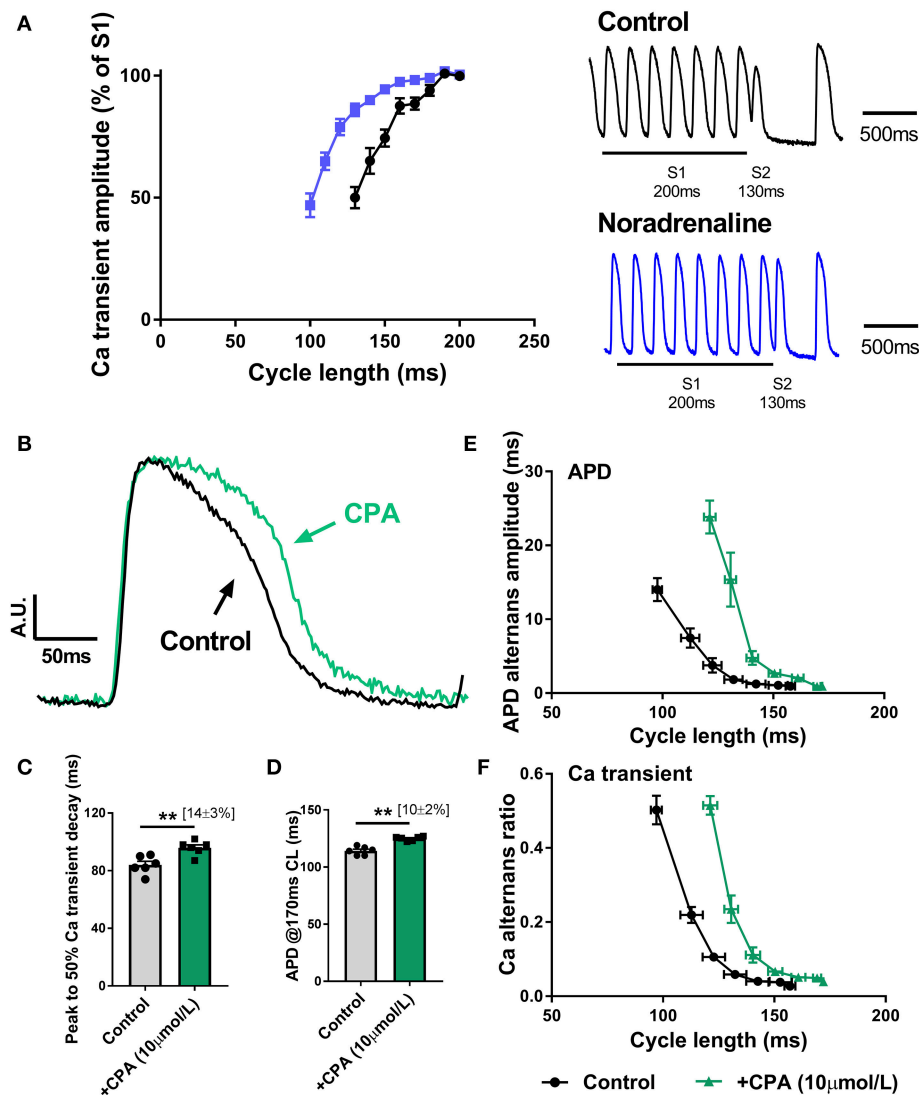 A
Ca transient amplitude (% of S1)
100
50
0
0 50 100 150 200 250
Cycle length (ms)
Control
500ms
S1 S2
200ms 130ms
Noradrenaline
500ms
S1 S2
200ms 130ms
B
CPA
Control
A.U.
50ms
C
Peak to 50% Ca transient decay (ms)
120
80
40
0
** [14±3%]
Control
+CPA (10µmol/L)
D
APD @170ms CL (ms)
150
100
50
0
** [10±2%]
Control
+CPA (10µmol/L)
E
APD
APD alternans amplitude (ms)
30
20
10
0
50 100 150 200
Cycle length (ms)
F
Ca transient
Ca alternans ratio
0.6
0.4
0.2
0.0
50 100 150 200
Cycle length (ms)
Control +CPA (10µmol/L)